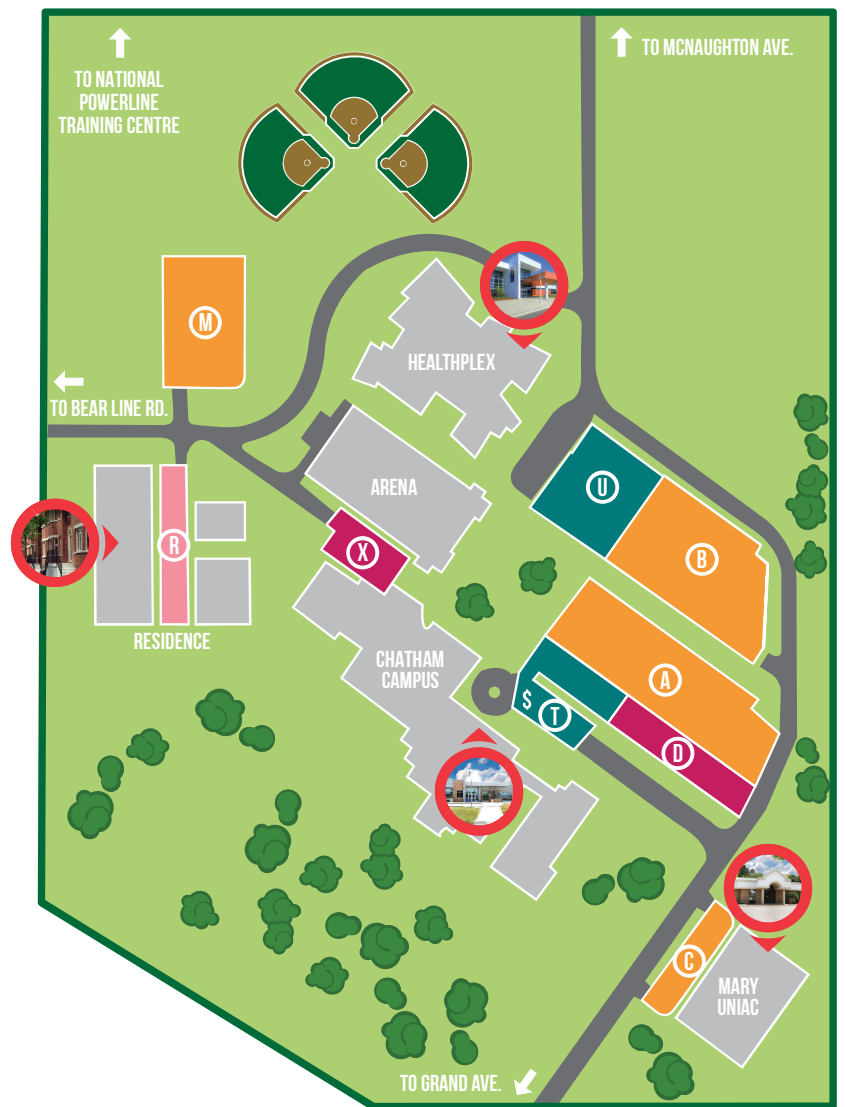 TO NATIONAL
POWERLINE
TRAINING CENTRE
TO MCNAUGHTON AVE.
M
HEALTHPLEX
TO BEAR LINE RD.
ARENA
U
R
X
B
RESIDENCE
CHATHAM
CAMPUS
A
$
T
D
C
MARY
UNIAC
TO GRAND AVE.